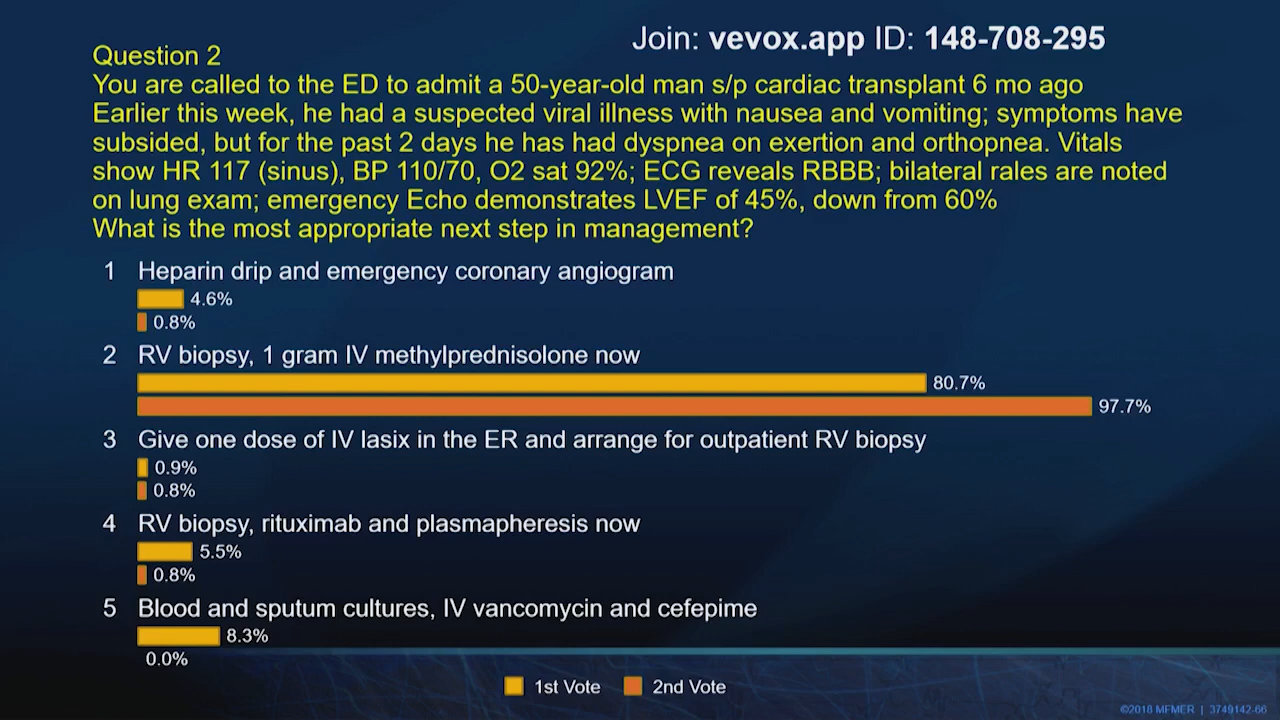 Join: vevox.app ID: 148-708-295
Question 2
You are called to the ED to admit a 50-year-old man s/p cardiac transplant 6 mo ago
Earlier this week, he had a suspected viral illness with nausea and vomiting; symptoms have
subsided, but for the past 2 days he has had dyspnea on exertion and orthopnea. Vitals
show HR 117 (sinus), BP 110/70, O2 sat 92%; ECG reveals RBBB; bilateral rales are noted
on lung exam; emergency Echo demonstrates LVEF of 45%, down from 60%
What is the most appropriate next step in management?
1 Heparin drip and emergency coronary angiogram
4.6%
0.8%
2 RV biopsy, 1 gram IV methylprednisolone now
80.7%
97.7%
3 Give one dose of IV lasix in the ER and arrange for outpatient RV biopsy
0.9%
0.8%
4 RV biopsy, rituximab and plasmapheresis now
5.5%
0.8%
5 Blood and sputum cultures, IV vancomycin and cefepime
8.3%
0.0%
1st Vote 2nd Vote
©2018 MFMER | 3749142-66